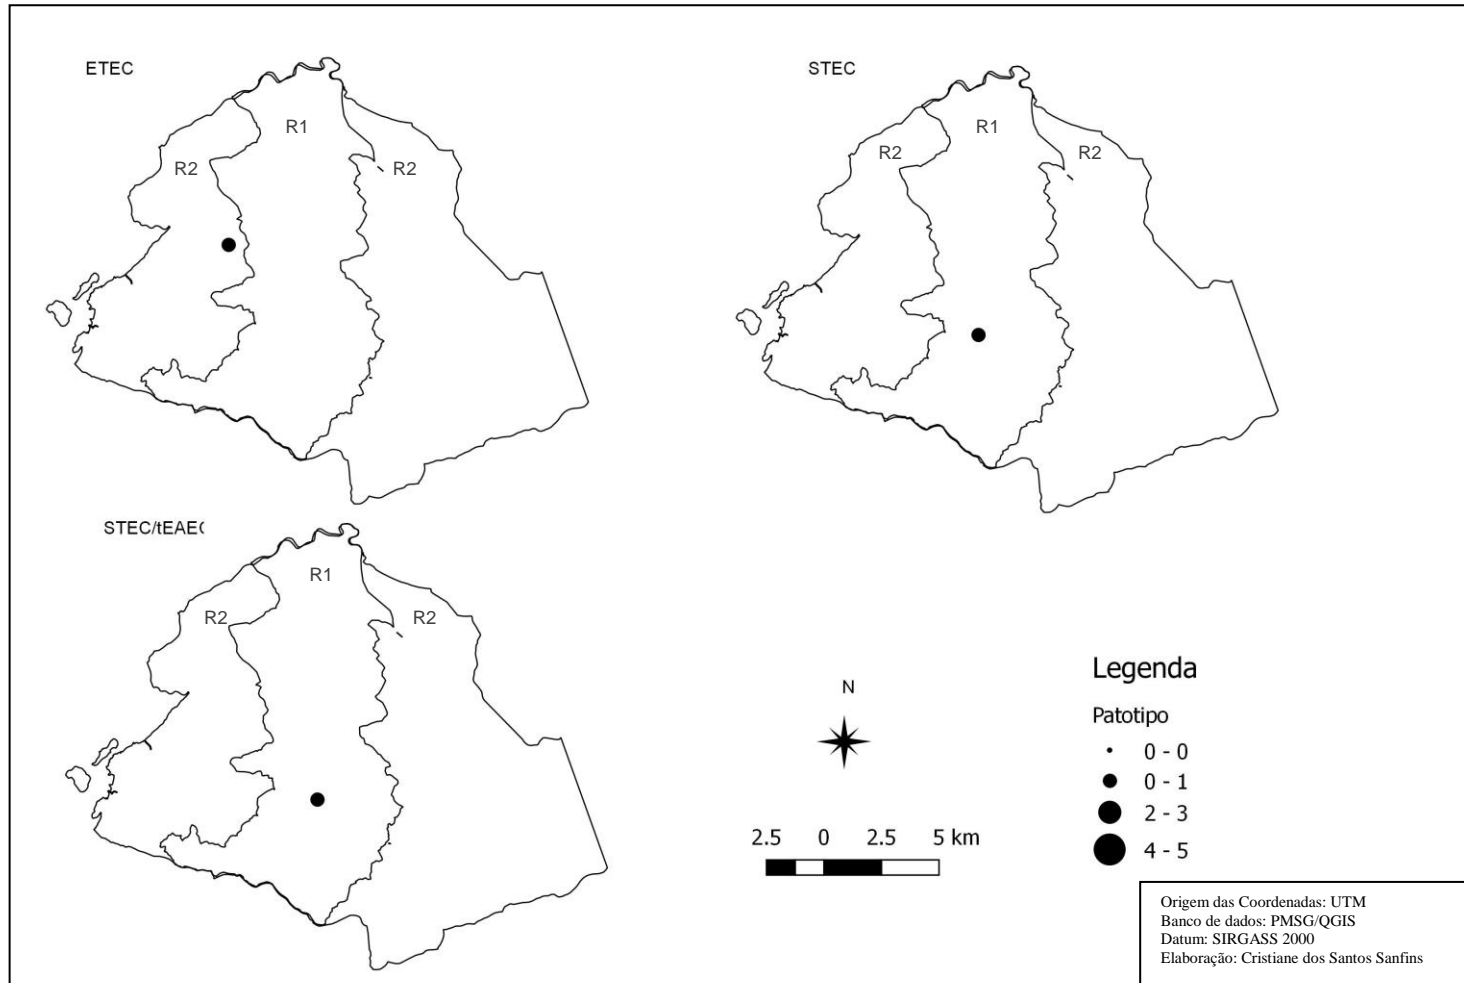 ETEC
R1
R2
R2
STEC
R1
R2
R2
STEC/tEAEC
R1
R2
R2
N
2.5 0 2.5 5 km
Legenda
Patotipo
0 - 0
0 - 1
2 - 3
4 - 5
Origem das Coordenadas: UTM
Banco de dados: PMSG/QGIS
Datum: SIRGASS 2000
Elaboração: Cristiane dos Santos Sanfins